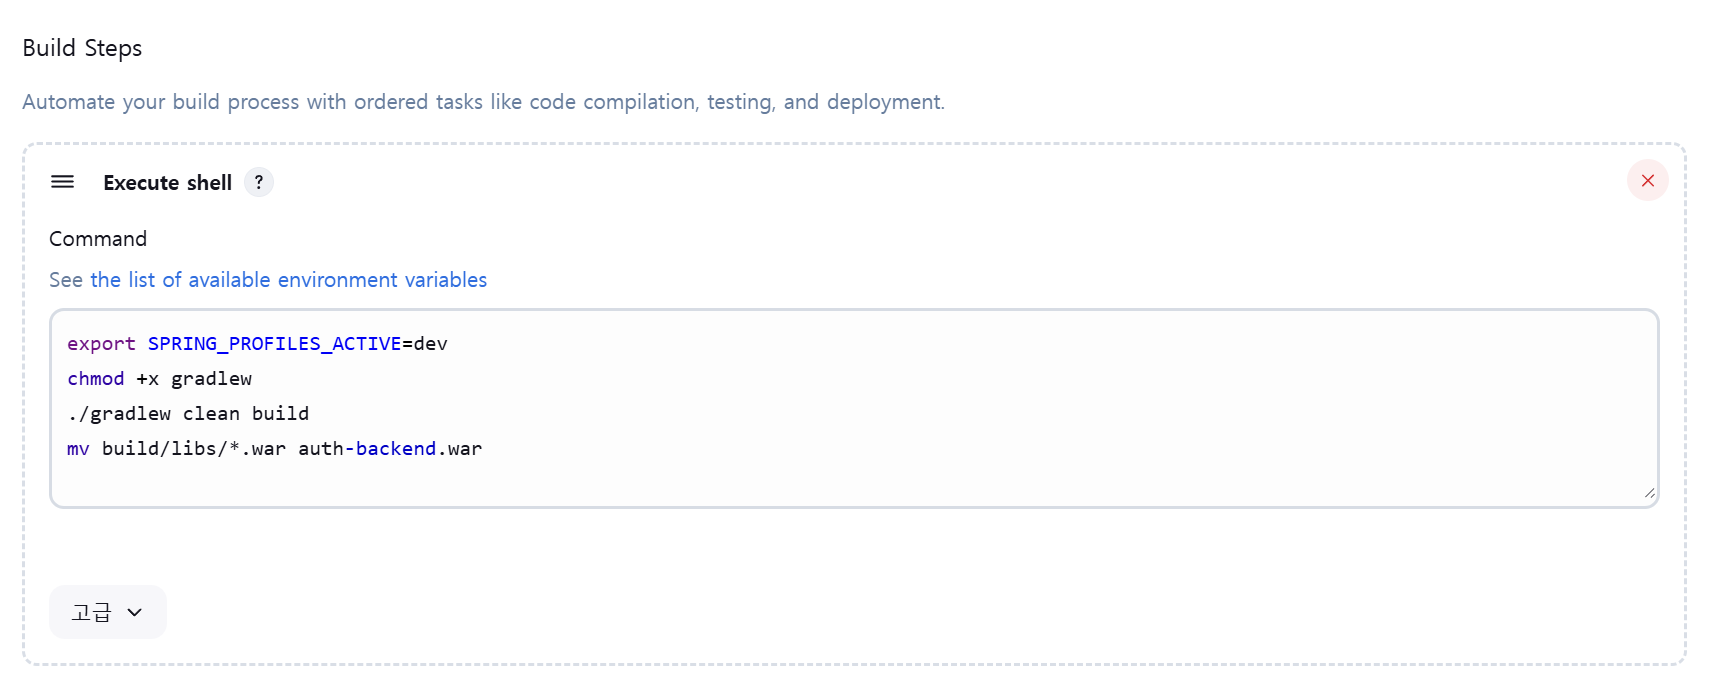 Build Steps
Automate your build process with ordered tasks like code compilation, testing, and deployment.
Execute shell ?
Command
See the list of available environment variables
export SPRING_PROFILES_ACTIVE=dev
chmod +x gradlew
./gradlew clean build
mv build/libs/*.war auth-backend.war
고급